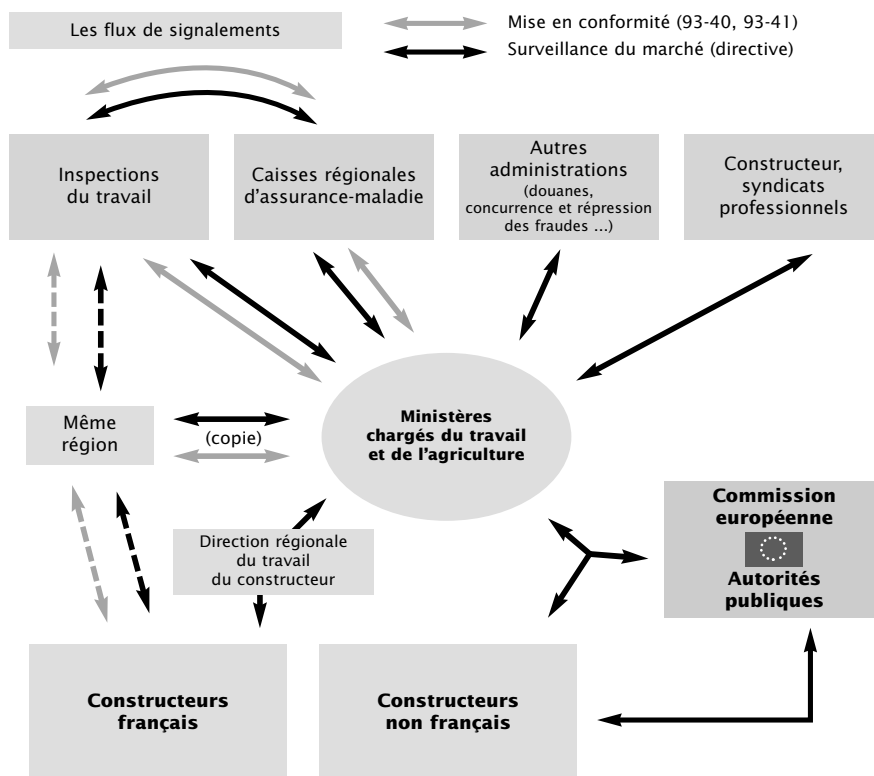 Les flux de signalements
Mise en conformité (93-40, 93-41)
Surveillance du marché (directive)
Inspections
du travail
Caisses régionales
d’assurance-maladie
Autres
administrations
(douanes,
concurrence et répression
des fraudes ...)
Constructeur,
syndicats
professionnels
Même
région
(copie)
Ministères
chargés du travail
et de l’agriculture
Direction régionale
du travail
du constructeur
Commission
européenne
Autorités
publiques
Constructeurs
français
Constructeurs
non français